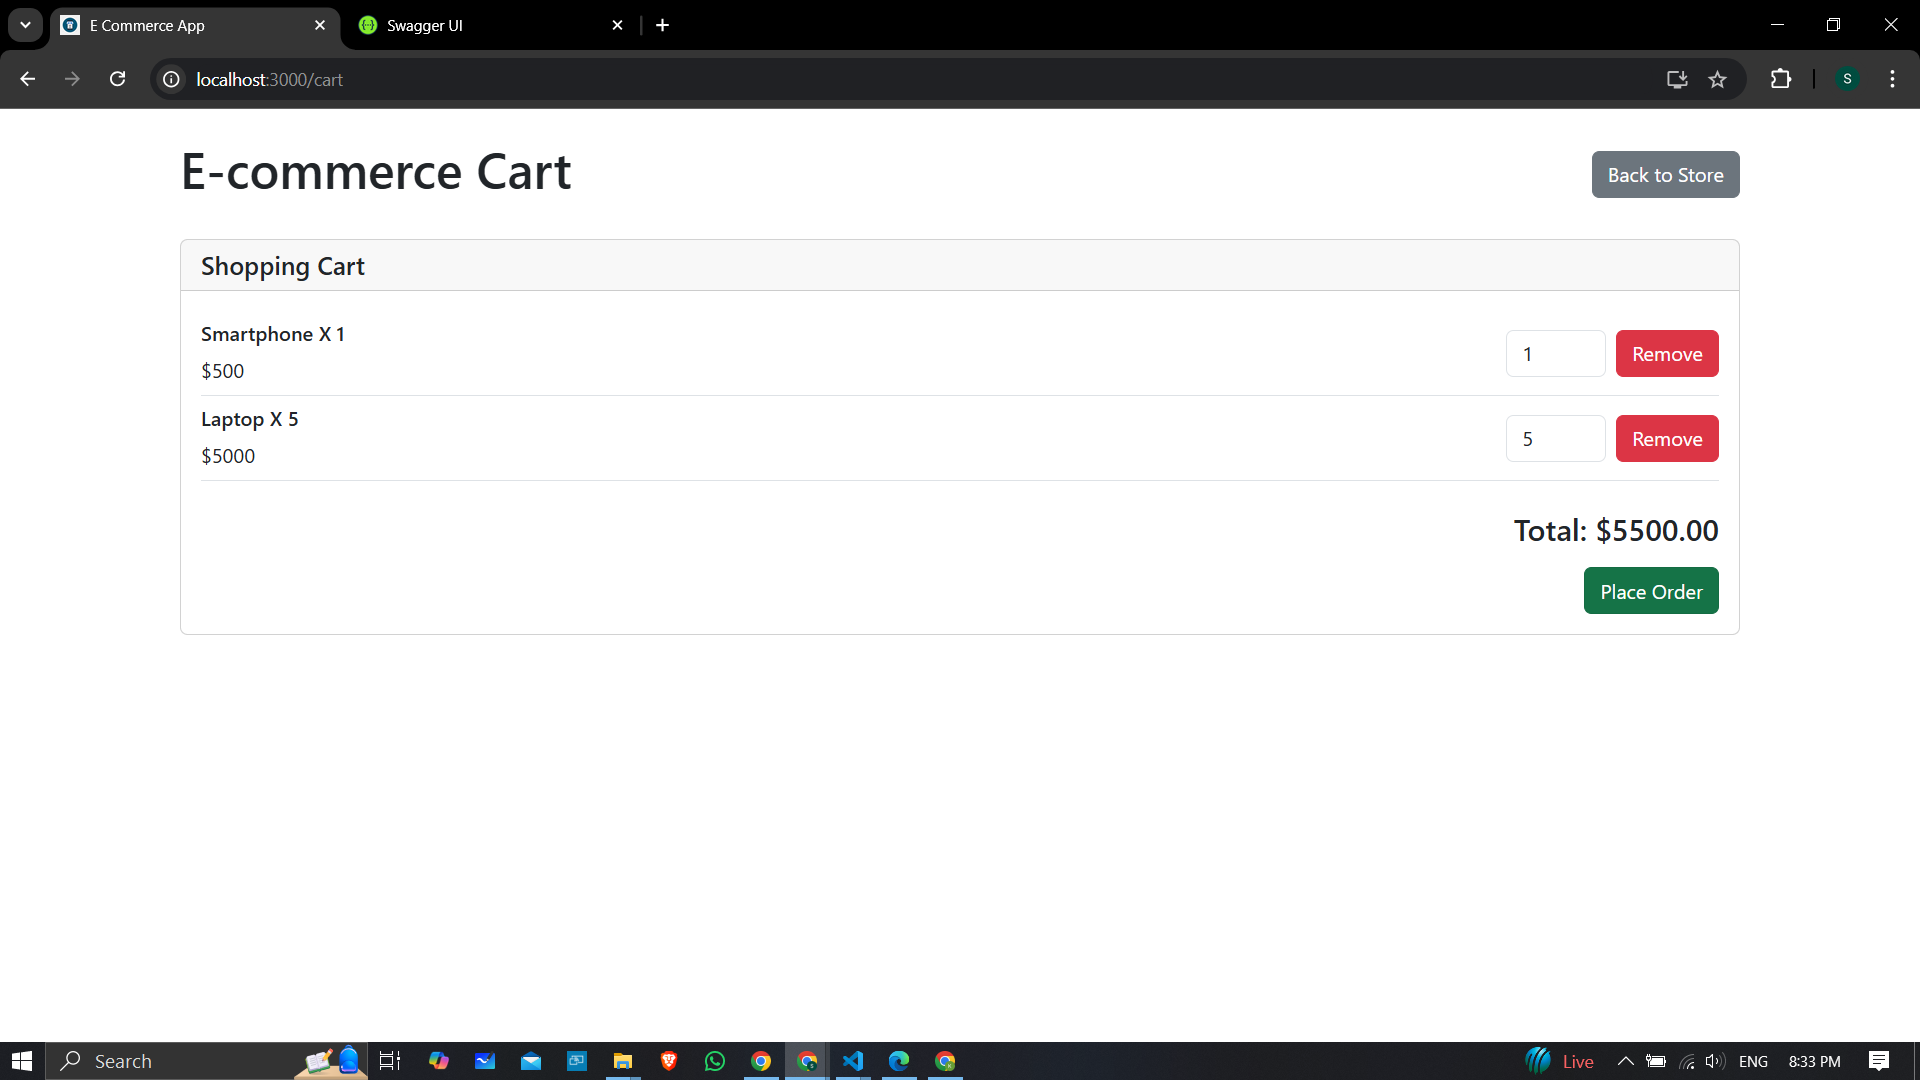 E Commerce App
Swagger UI
localhost:3000/cart
S
E-commerce Cart
Back to Store
Shopping Cart
Smartphone X 1
$500
1
Remove
Laptop X 5
$5000
5
Remove
Total: $5500.00
Place Order
Search
Live
ENG
8:33 PM